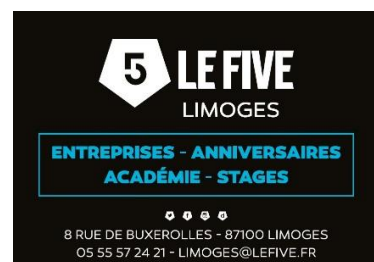 5 LE FIVE
LIMOGES
ENTREPRISES - ANNIVERSAIRES
ACADÉMIE - STAGES
8 RUE DE BUXEROLLES - 87100 LIMOGES
05 55 57 24 21 - LIMOGES@LEFIVE.FR